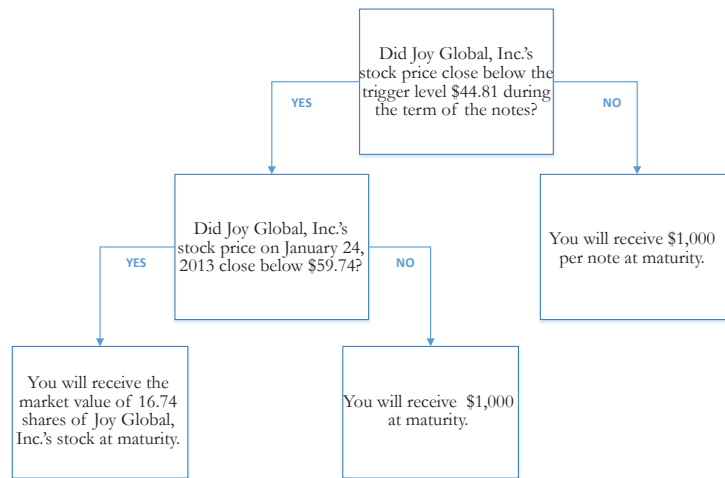 Did Joy Global, Inc.'s
stock price close below the
trigger level $44.81 during
the term of the notes?
YES
NO
Did Joy Global, Inc.'s
stock price on January 24,
2013 close below $59.74?
You will receive $1,000
per note at maturity.
YES
NO
You will receive the
market value of 16.74
shares of Joy Global,
Inc.'s stock at maturity.
You will receive $1,000
at maturity.